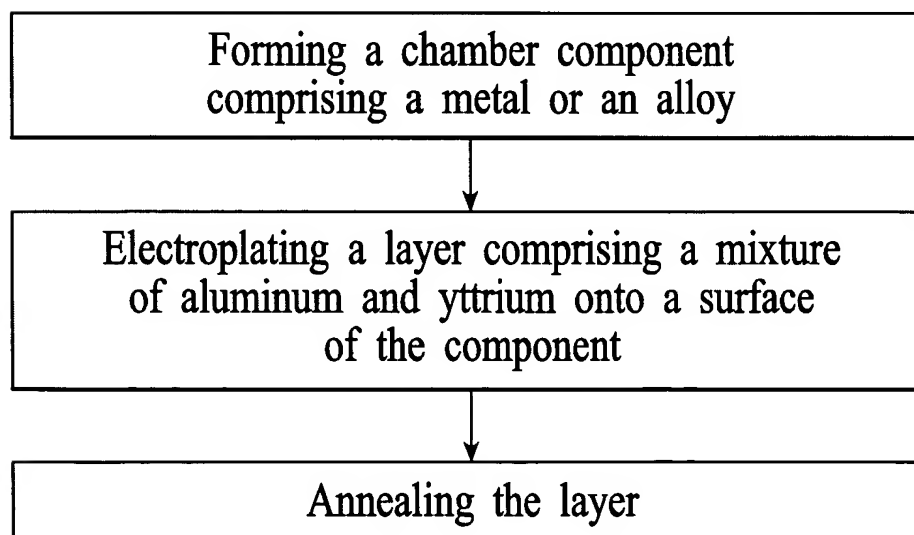 Forming a chamber component
comprising a metal or an alloy
Electroplating a layer comprising a mixture
of aluminum and yttrium onto a surface
of the component
Annealing the layer